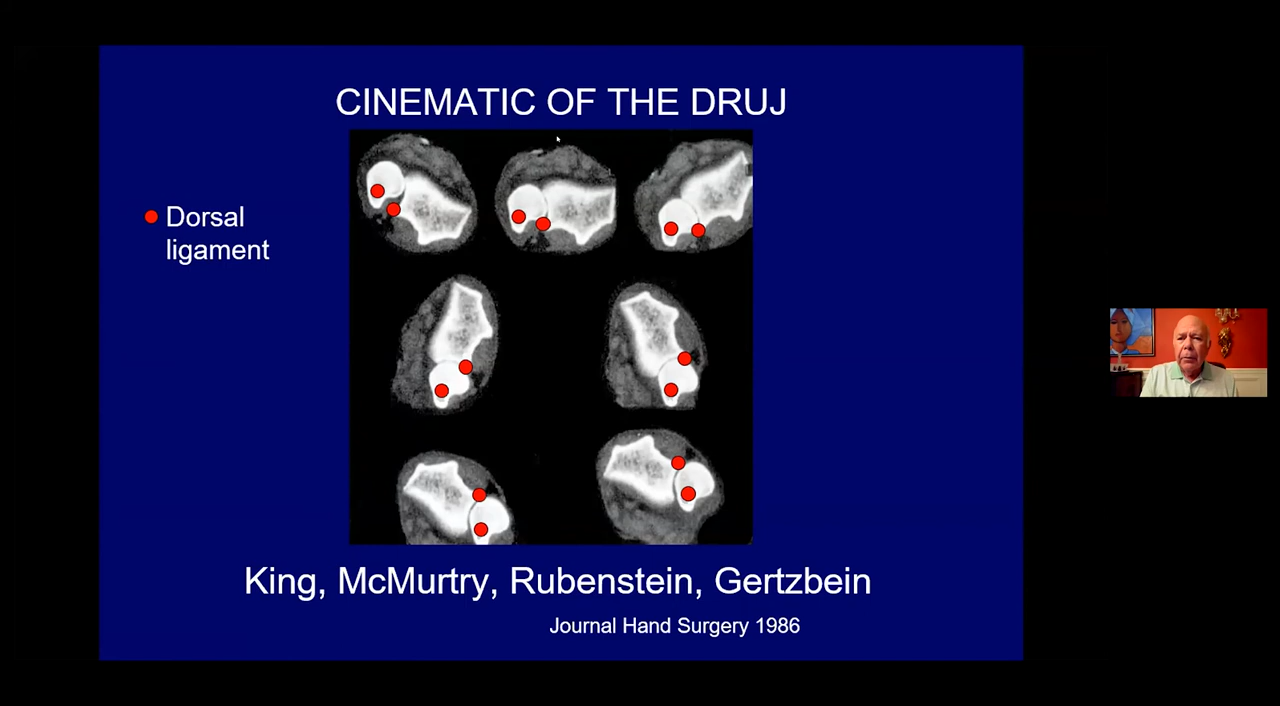 CINEMATIC OF THE DRUJ
Dorsal
ligament
King, McMurtry, Rubenstein, Gertzbein
Journal Hand Surgery 1986